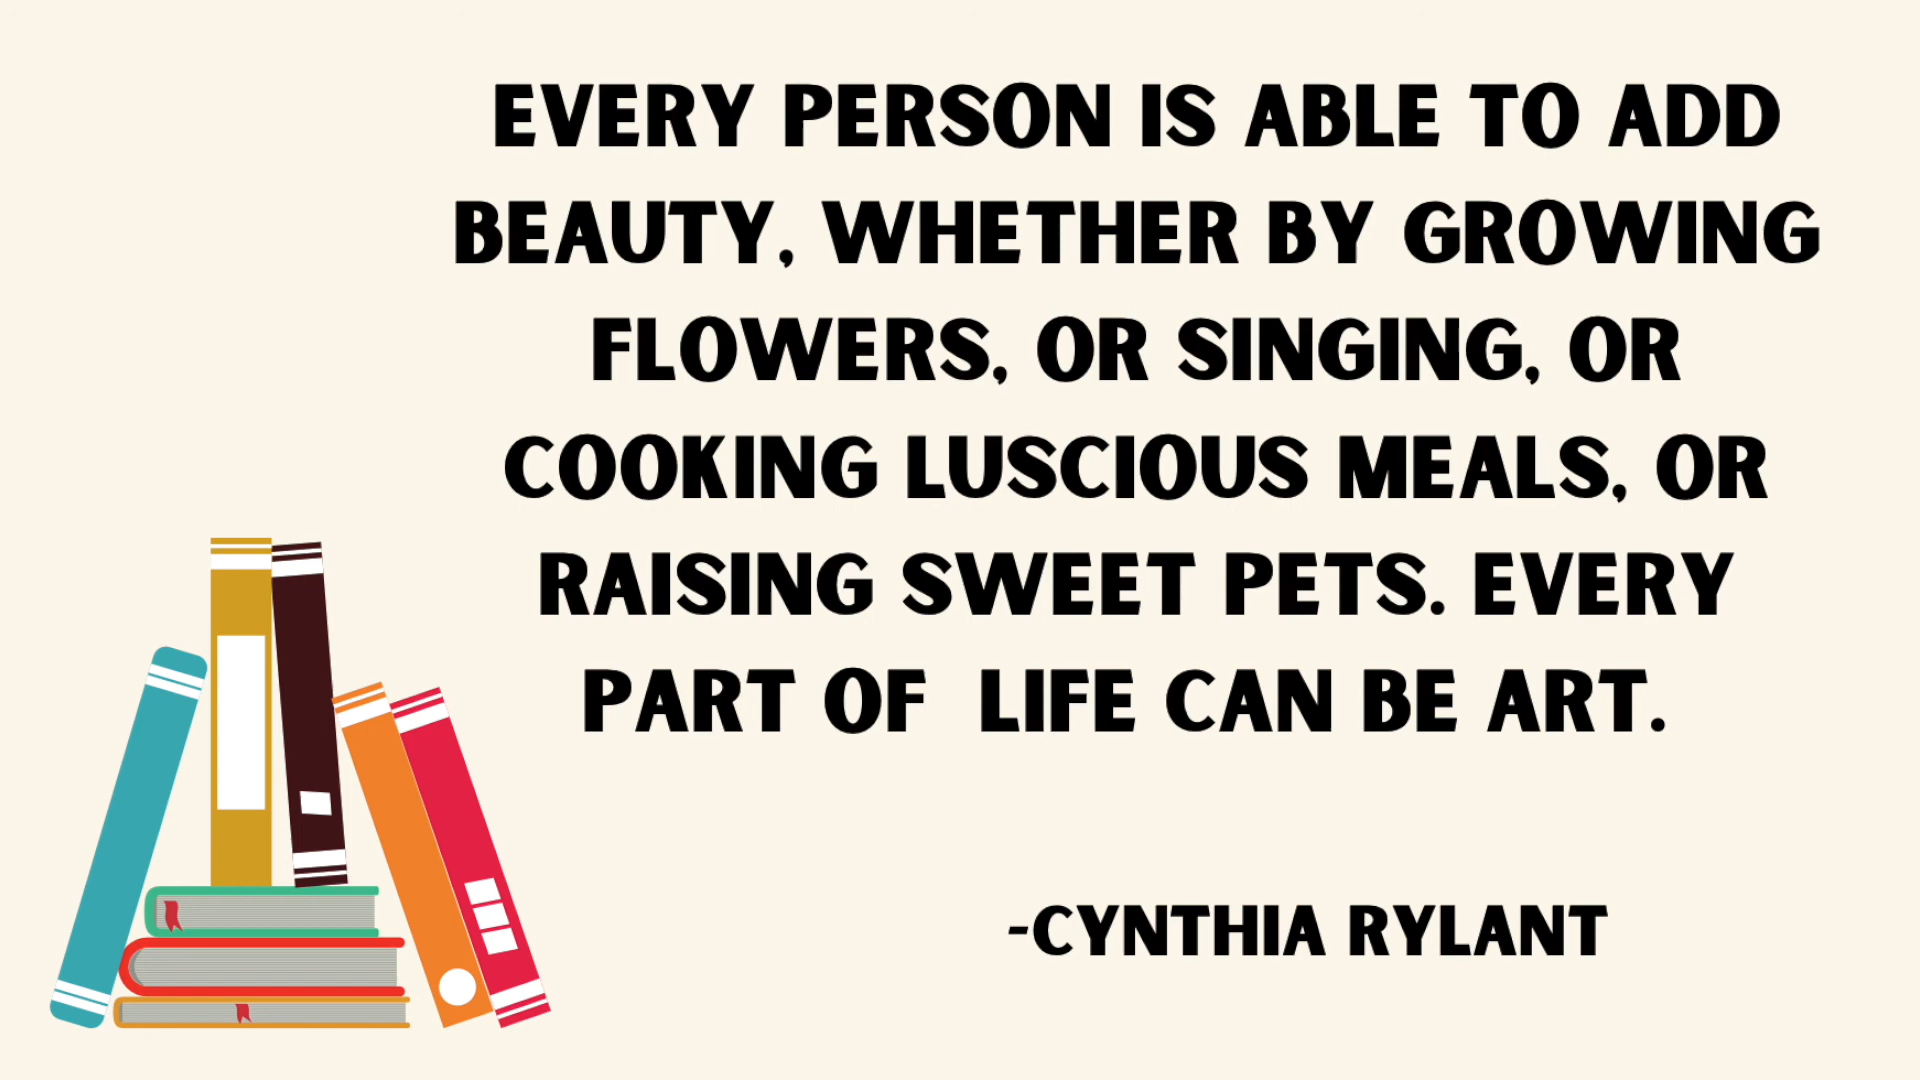 EVERY PERSON IS ABLE TO ADD
BEAUTY, WHETHER BY GROWING
FLOWERS, OR SINGING, OR
COOKING LUSCIOUS MEALS, OR
RAISING SWEET PETS. EVERY
PART OF  LIFE CAN BE ART.
-CYNTHIA RYLANT